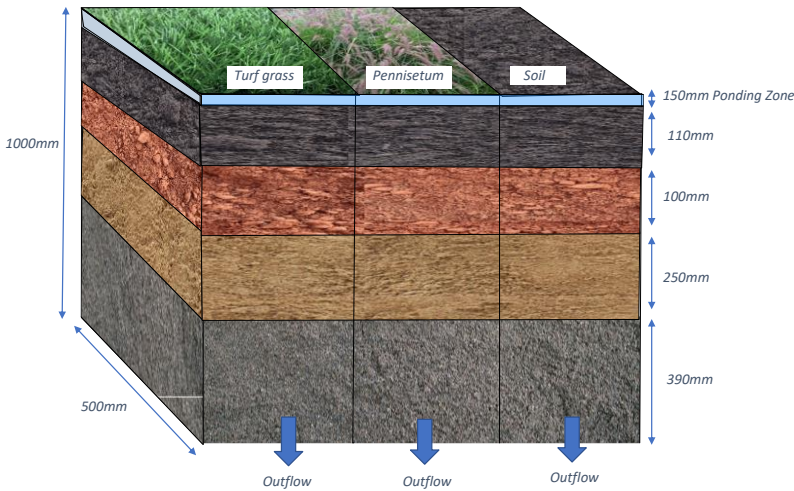 Turf grass
Pennisetum
Soil
150mm Ponding Zone
110mm
1000mm
100mm
250mm
390mm
500mm
Outflow
Outflow
Outflow